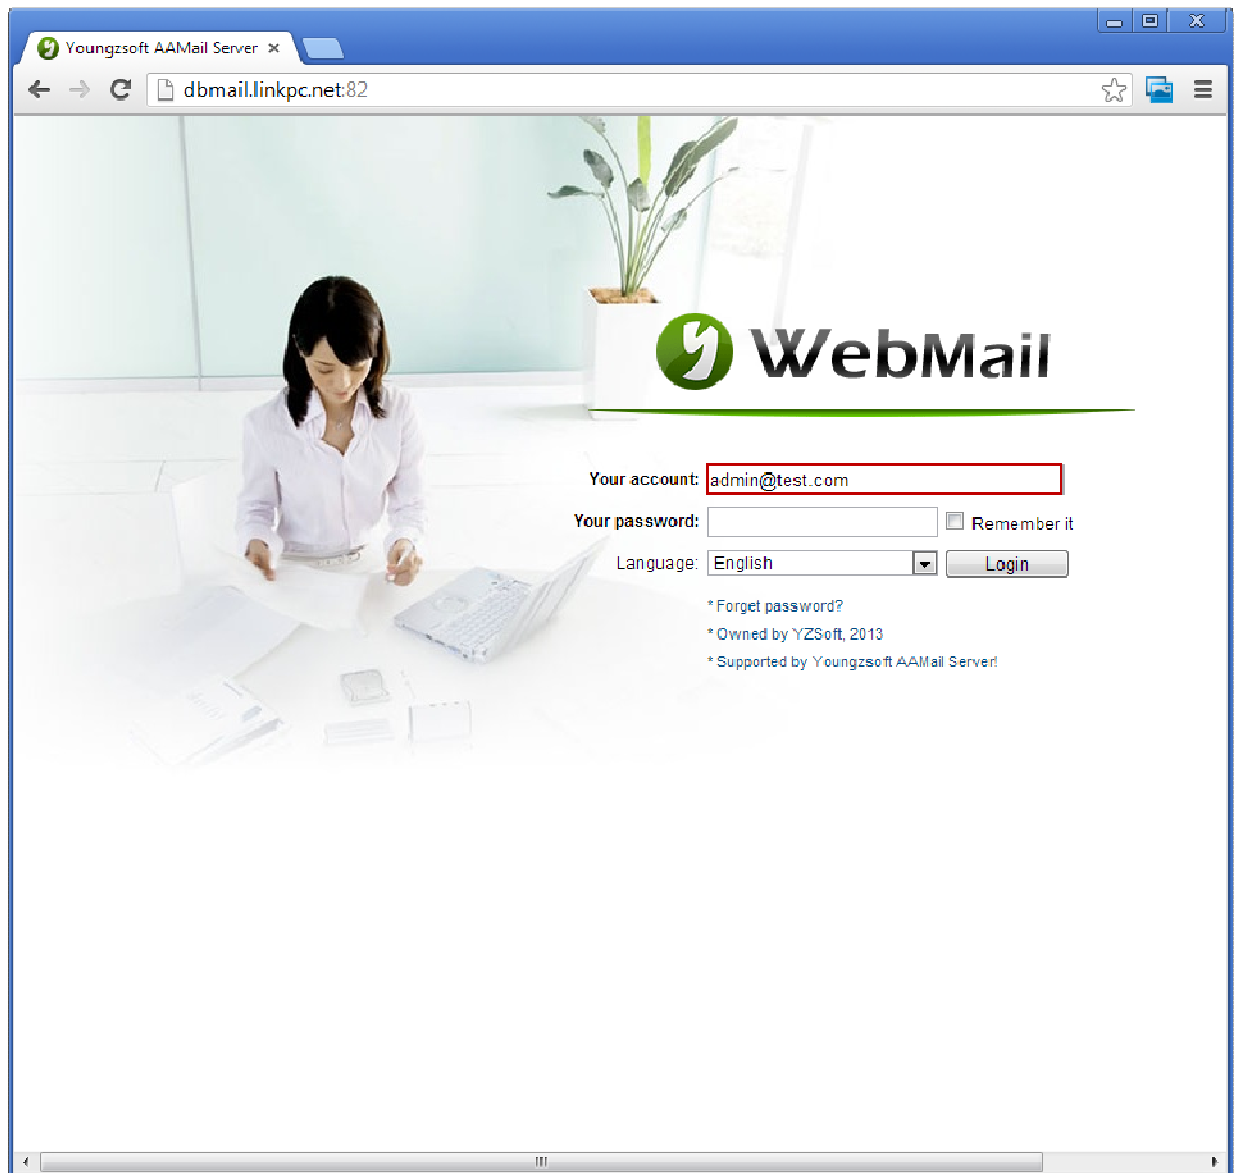 Youngzsoft AAMail Server
dbmail.linkpc.net:82
WebMail
Your account: admin@test.com
Your password: Remember it
Language: English Login
* Forget password?
* Owned by YZSoft, 2013
* Supported by Youngzsoft AAMail Server!